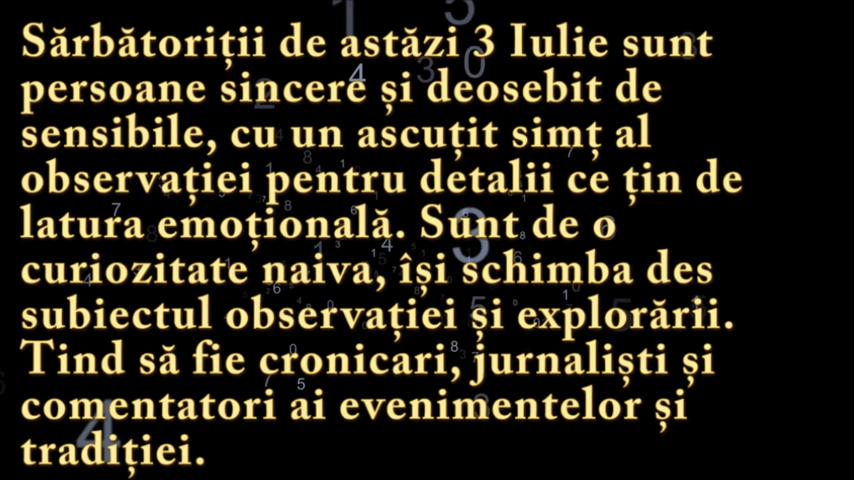 Sărbătoriții de astăzi 3 Iulie sunt
persoane sincere și deosebit de
sensibile, cu un ascuțit simț al
observației pentru detalii ce țin de
latura emoțională. Sunt de o
curiozitate naiva, își schimba des
subiectul observației și explorării.
Tind să fie cronicari, jurnaliști și
comentatori ai evenimentelor și
tradiției.